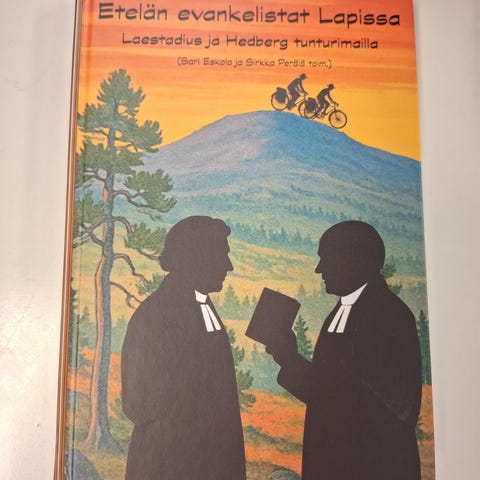 Etelän evankelistat Lapissa
Laestadius ja Hedberg tunturimailla
(Sari Eskola ja Sirkka Perälä toim.)